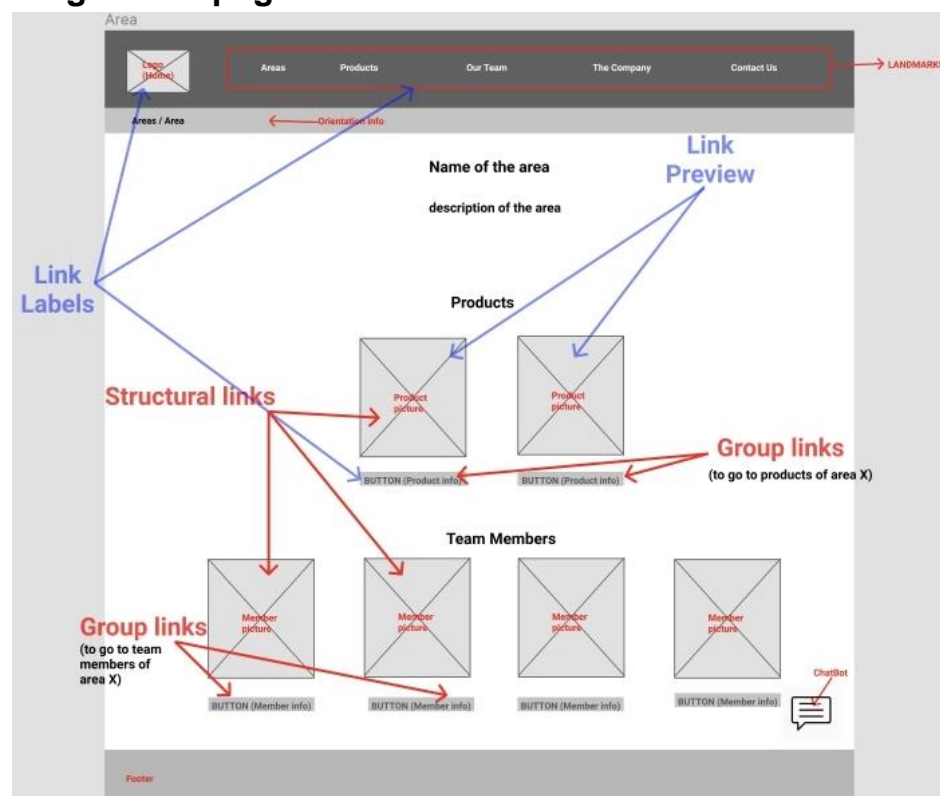 Area
Logo
(Home)
Areas
Products
Our Team
The Company
Contact Us
LANDMARKS
Areas / Area
Orientation info
Link
Preview
Name of the area
description of the area
Link
Labels
Products
Structural links
Product
picture
Product
picture
Group links
(to go to products of area X)
BUTTON (Product info)
BUTTON (Product info)
Team Members
Group links
(to go to team
members of
area X)
Member
picture
Member
picture
Member
picture
Member
picture
ChatBot
BUTTON (Member info)
BUTTON (Member info)
BUTTON (Member info)
BUTTON (Member info)
Footer